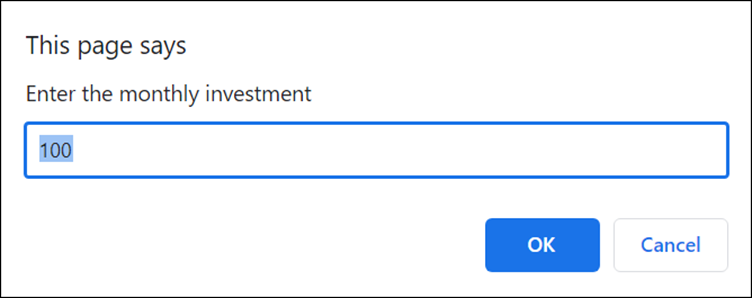 This page says
Enter the monthly investment
100
OK
Cancel